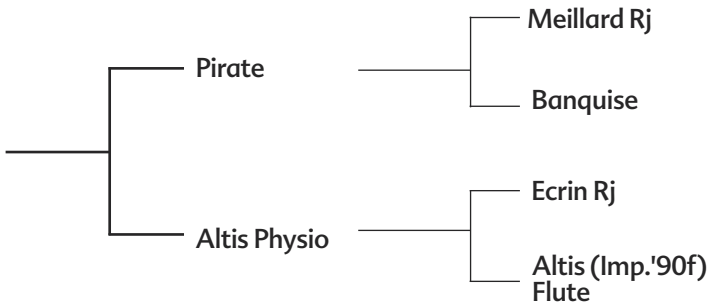 Meillard Rj
Pirate
Banquise
Ecrin Rj
Altis Physio
Altis (Imp.'90f)
Flute